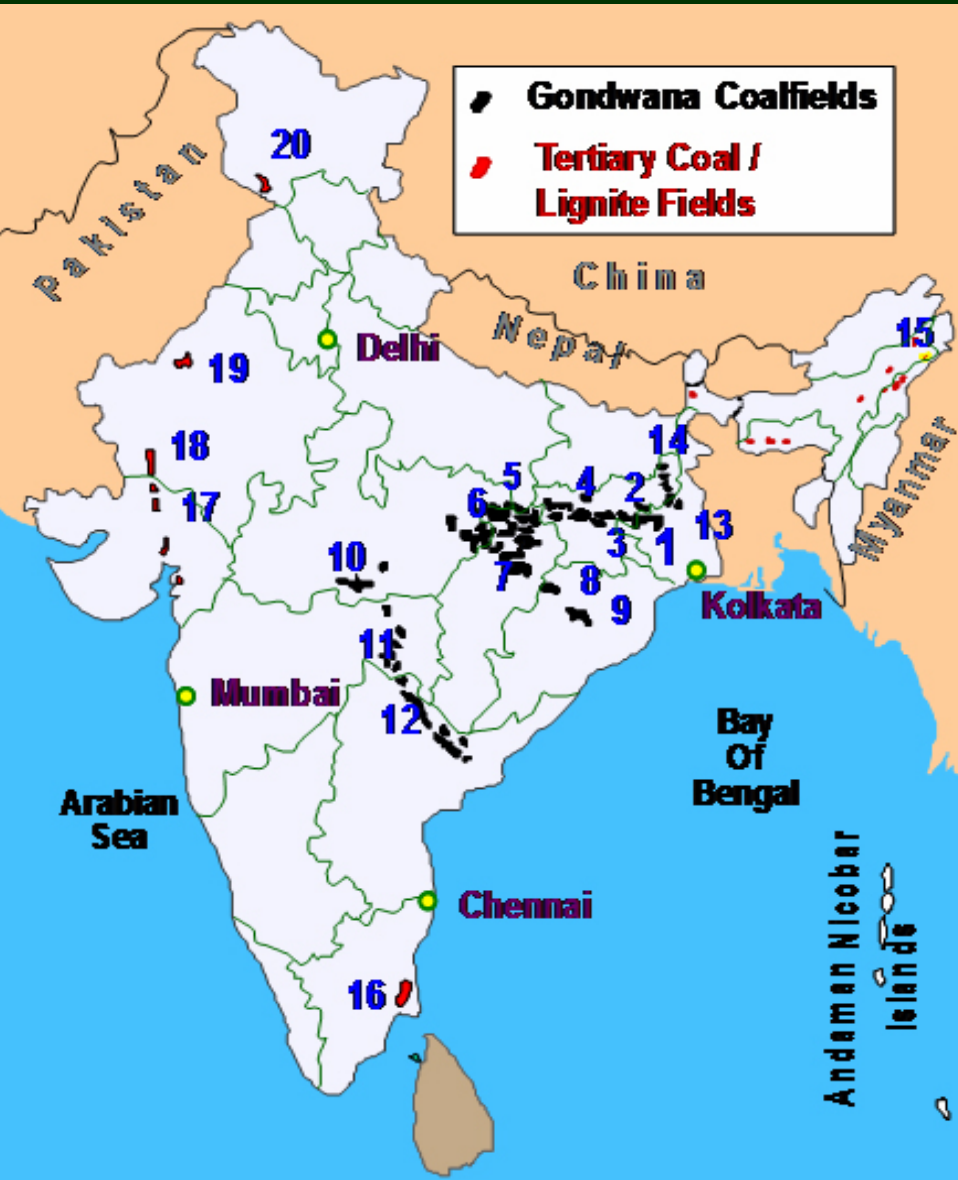 Gondwana Coalfields
Tertiary Coal /
Lignite Fields
Pakistan
China
Nepal
Myanmar
20
15
Delhi
19
18
17
14
5
4
2
6
13
10
3
1
7
8
9
Kolkata
11
12
Mumbai
Bay
Of
Bengal
Arabian
Sea
Chennai
16
Andaman Nicobar
Islands